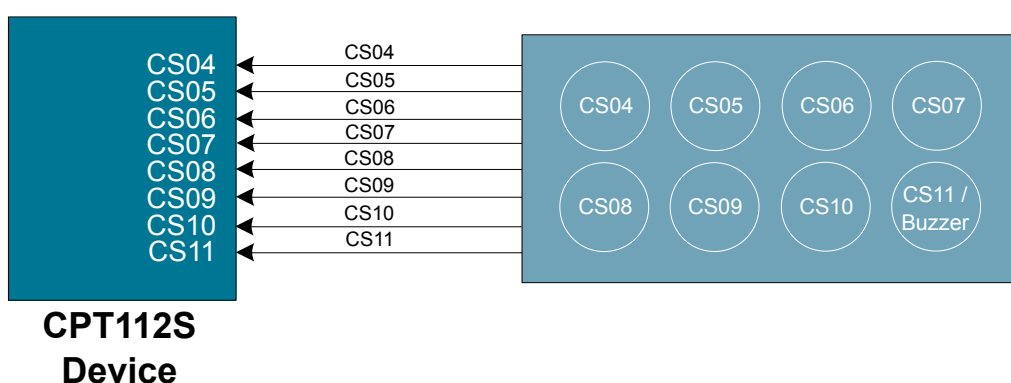 CS04
CS05
CS06
CS07
CS08
CS09
CS10
CS11
CS04
CS05
CS06
CS07
CS08
CS09
CS10
CS11
CS04 CS05 CS06 CS07
CS08 CS09 CS10 CS11 /
Buzzer
CPT112S
Device